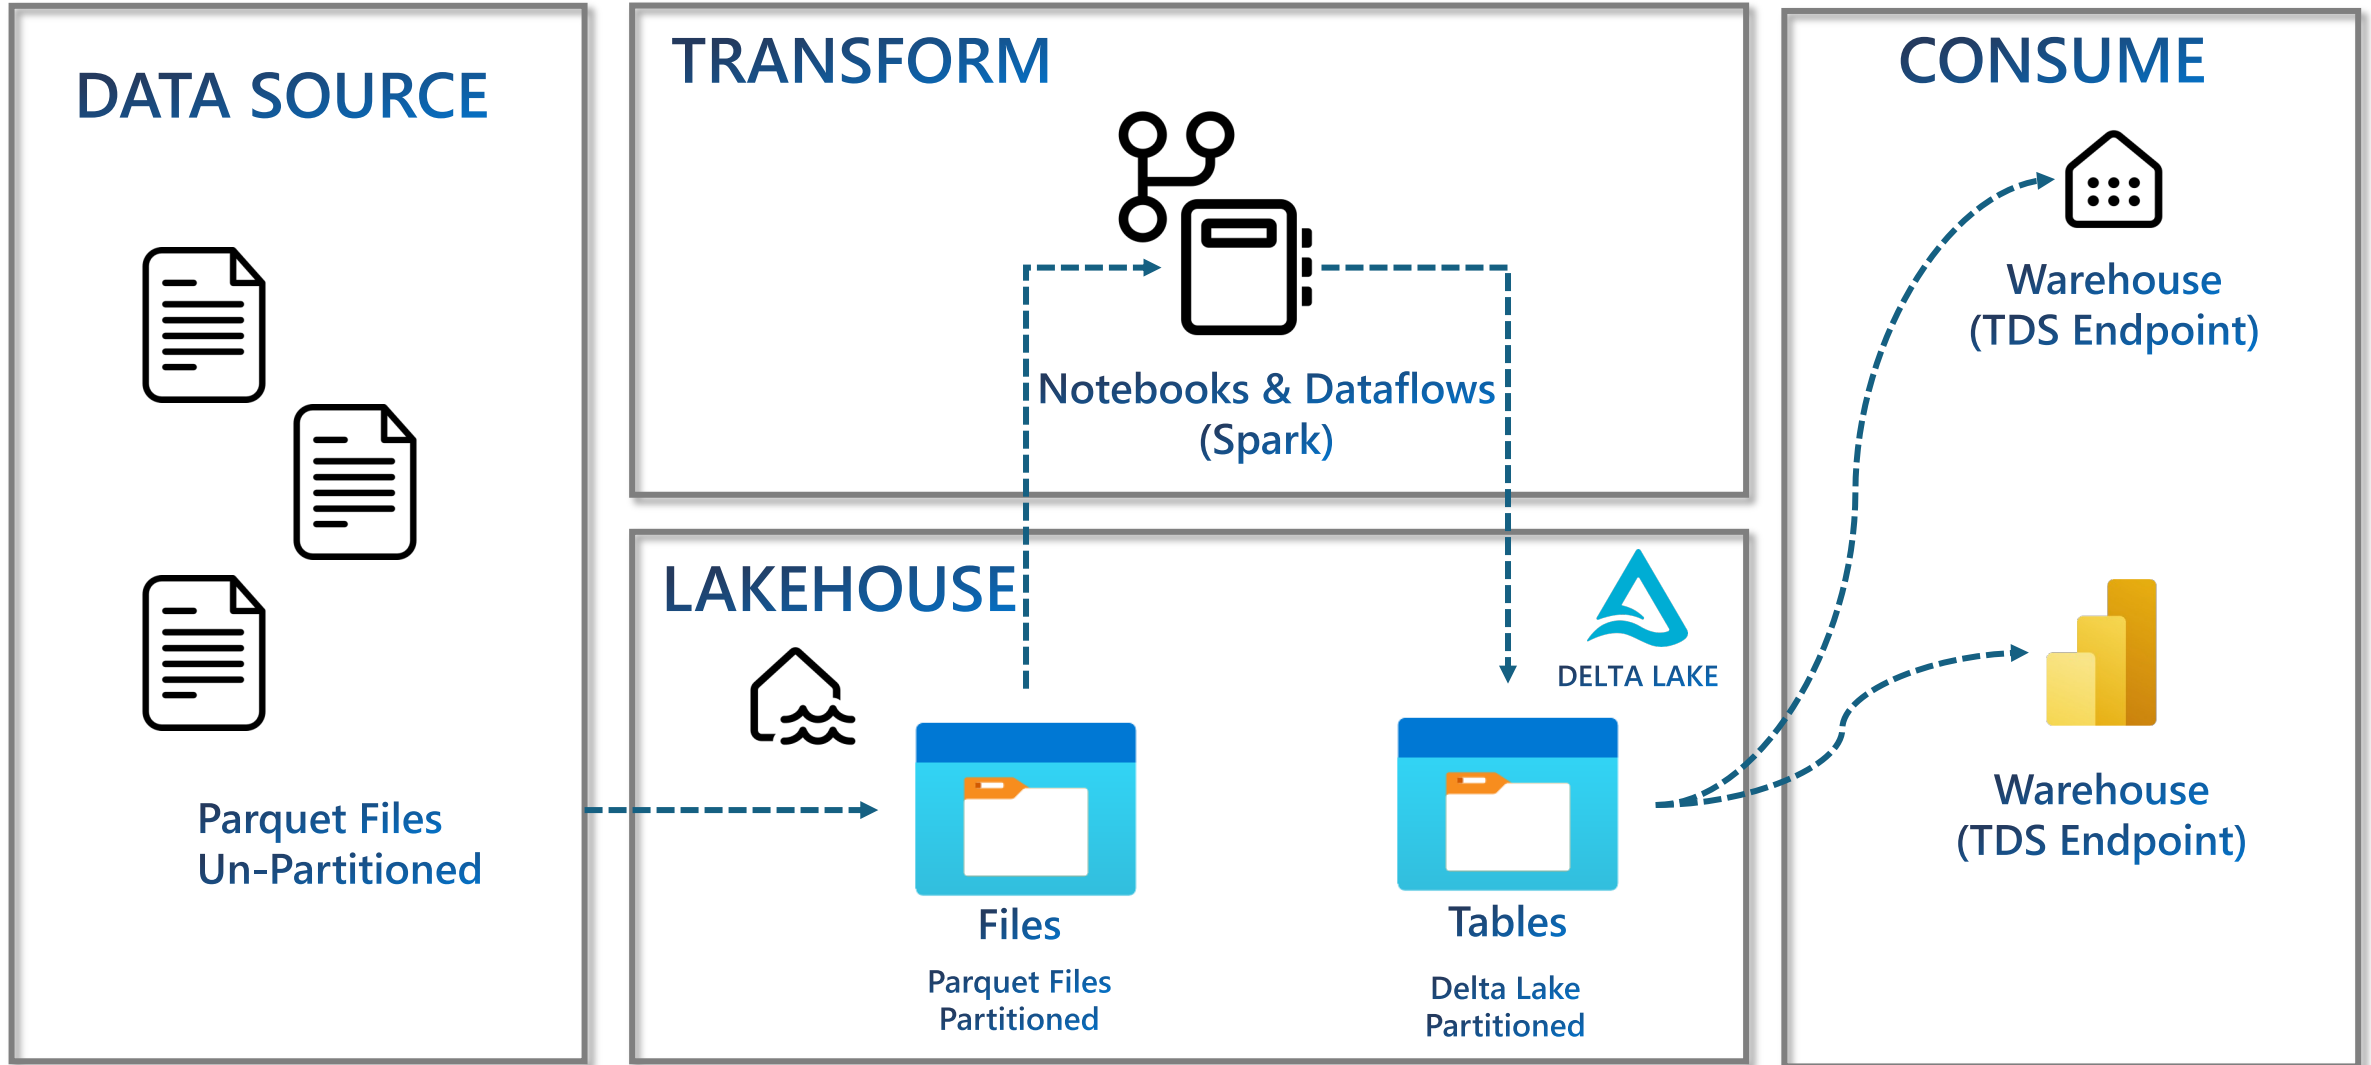 DATA SOURCE
Parquet Files
Un-Partitioned
TRANSFORM
Notebooks & Dataflows
(Spark)
LAKEHOUSE
DELTA LAKE
Files
Parquet Files
Partitioned
Tables
Delta Lake
Partitioned
CONSUME
Warehouse
(TDS Endpoint)
Warehouse
(TDS Endpoint)